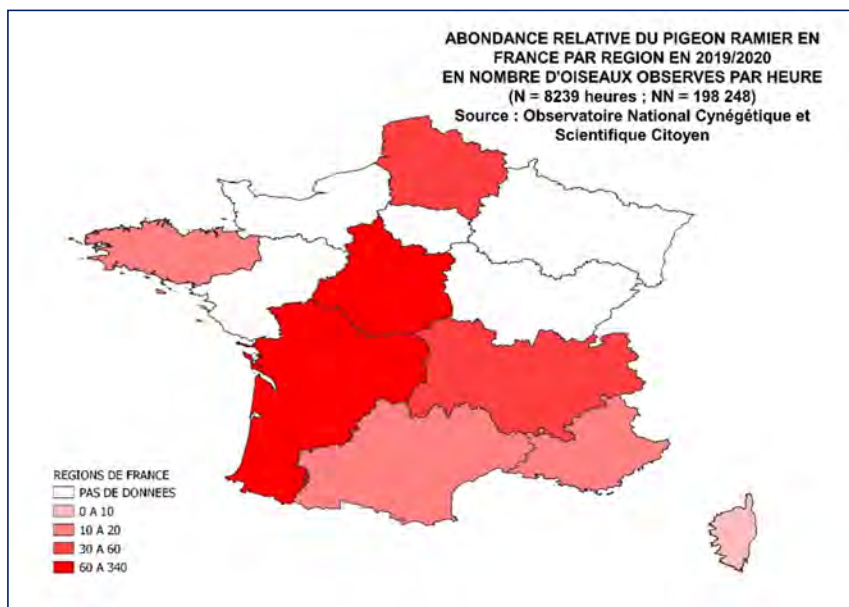 ABONDANCE RELATIVE DU PIGEON RAMIER EN
FRANCE PAR REGION EN 2019/2020
EN NOMBRE D'OISEAUX OBSERVES PAR HEURE
(N = 8239 heures ; NN = 198 248)
Source : Observatoire National Cynégétique et
Scientifique Citoyen
REGIONS DE FRANCE
PAS DE DONNEES
0 A 10
10 A 20
30 A 60
60 A 340